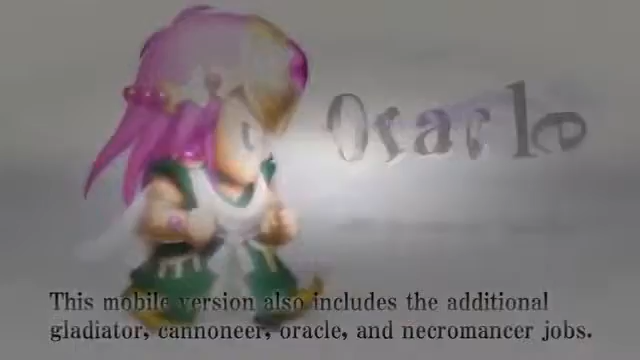 Oracle
This mobile version also includes the additional
gladiator, cannoneer, oracle, and necromancer jobs.